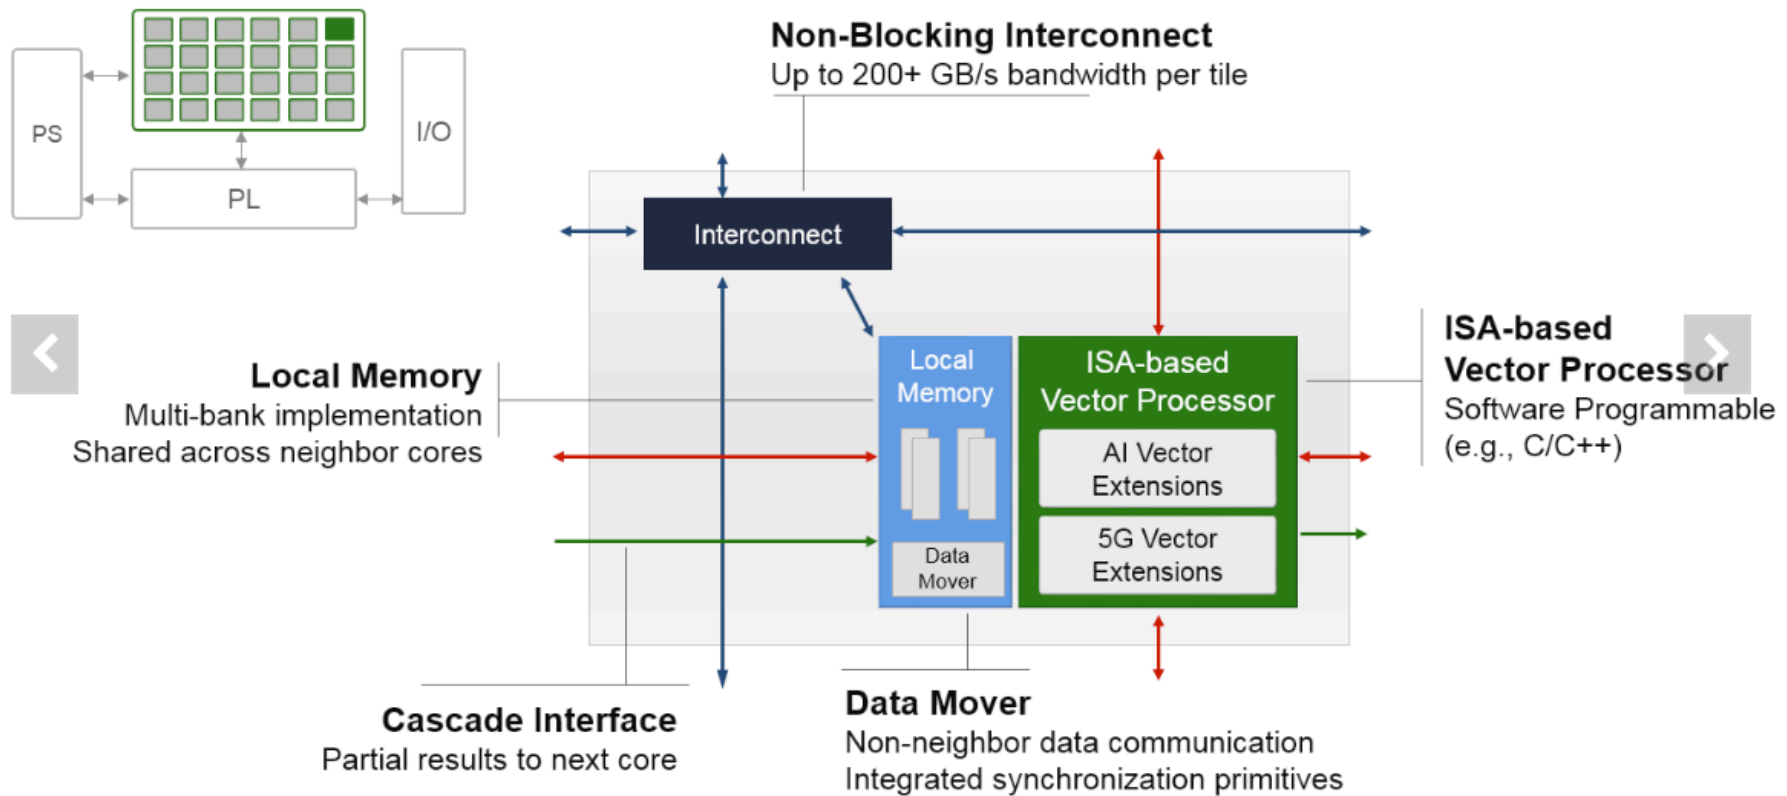 PS
I/O
PL
Non-Blocking Interconnect
Up to 200+ GB/s bandwidth per tile
Interconnect
Local Memory
Multi-bank implementation
Shared across neighbor cores
Local
Memory
Data
Mover
ISA-based
Vector Processor
AI Vector
Extensions
5G Vector
Extensions
ISA-based
Vector Processor
Software Programmable
(e.g., C/C++)
Cascade Interface
Partial results to next core
Data Mover
Non-neighbor data communication
Integrated synchronization primitives